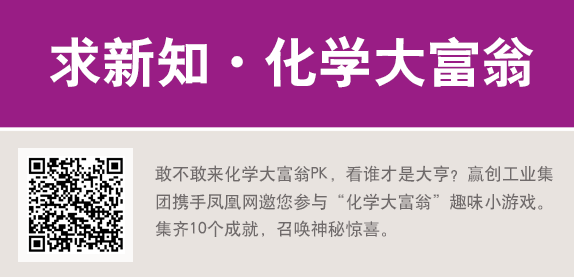 求新知·化学大富翁
敢不敢来化学大富翁PK，看谁才是大亨？赢创工业集
团携手凤凰网邀您参与“化学大富翁”趣味小游戏。
集齐10个成就，召唤神秘惊喜。